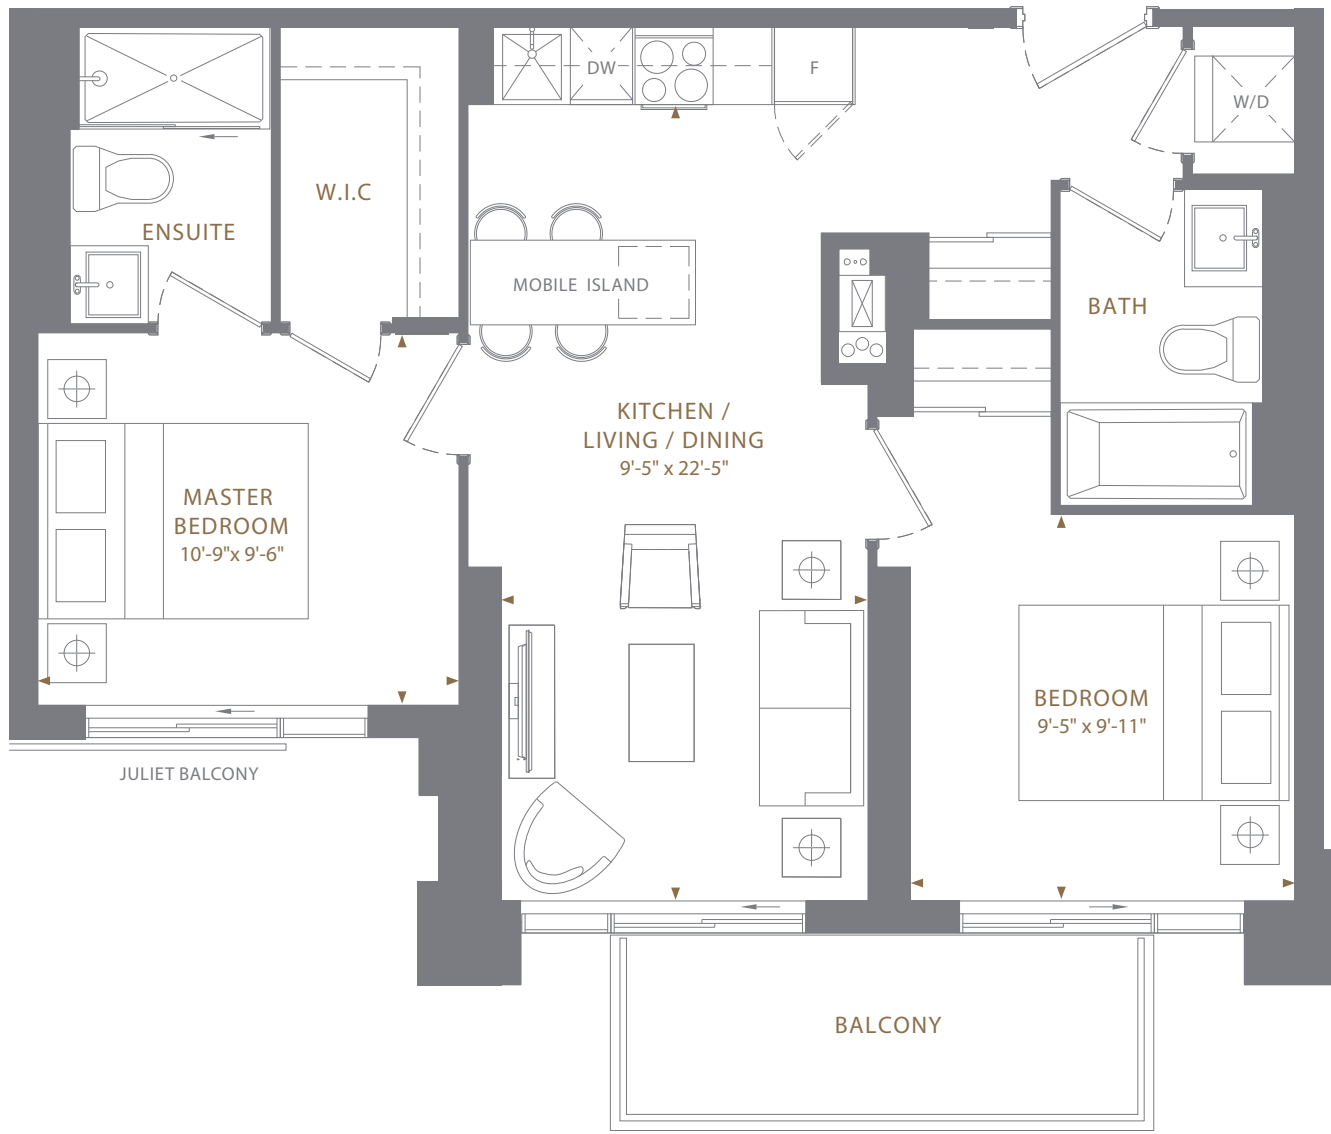 DW
F
W/D
W.I.C
ENSUITE
MOBILE ISLAND
BATH
KITCHEN /
LIVING / DINING
9'-5" x 22'-5"
MASTER
BEDROOM
10'-9"x 9'-6"
BEDROOM
9'-5" x 9'-11"
JULIET BALCONY
BALCONY